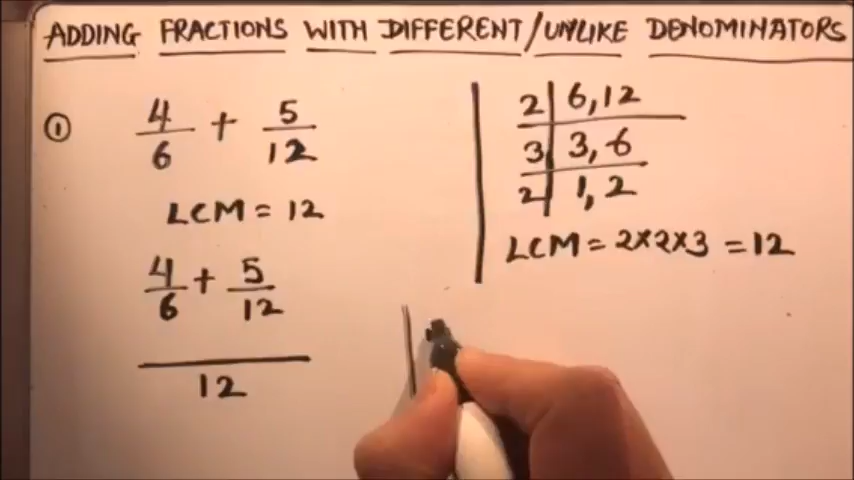 ADDING FRACTIONS WITH DIFFERENT/UNLIKE DENOMINATORS
① 4/6 + 5/12
LCM = 12
4/6 + 5/12
12
2 | 6, 12
3 | 3, 6
2 | 1, 2
LCM = 2×2×3 = 12